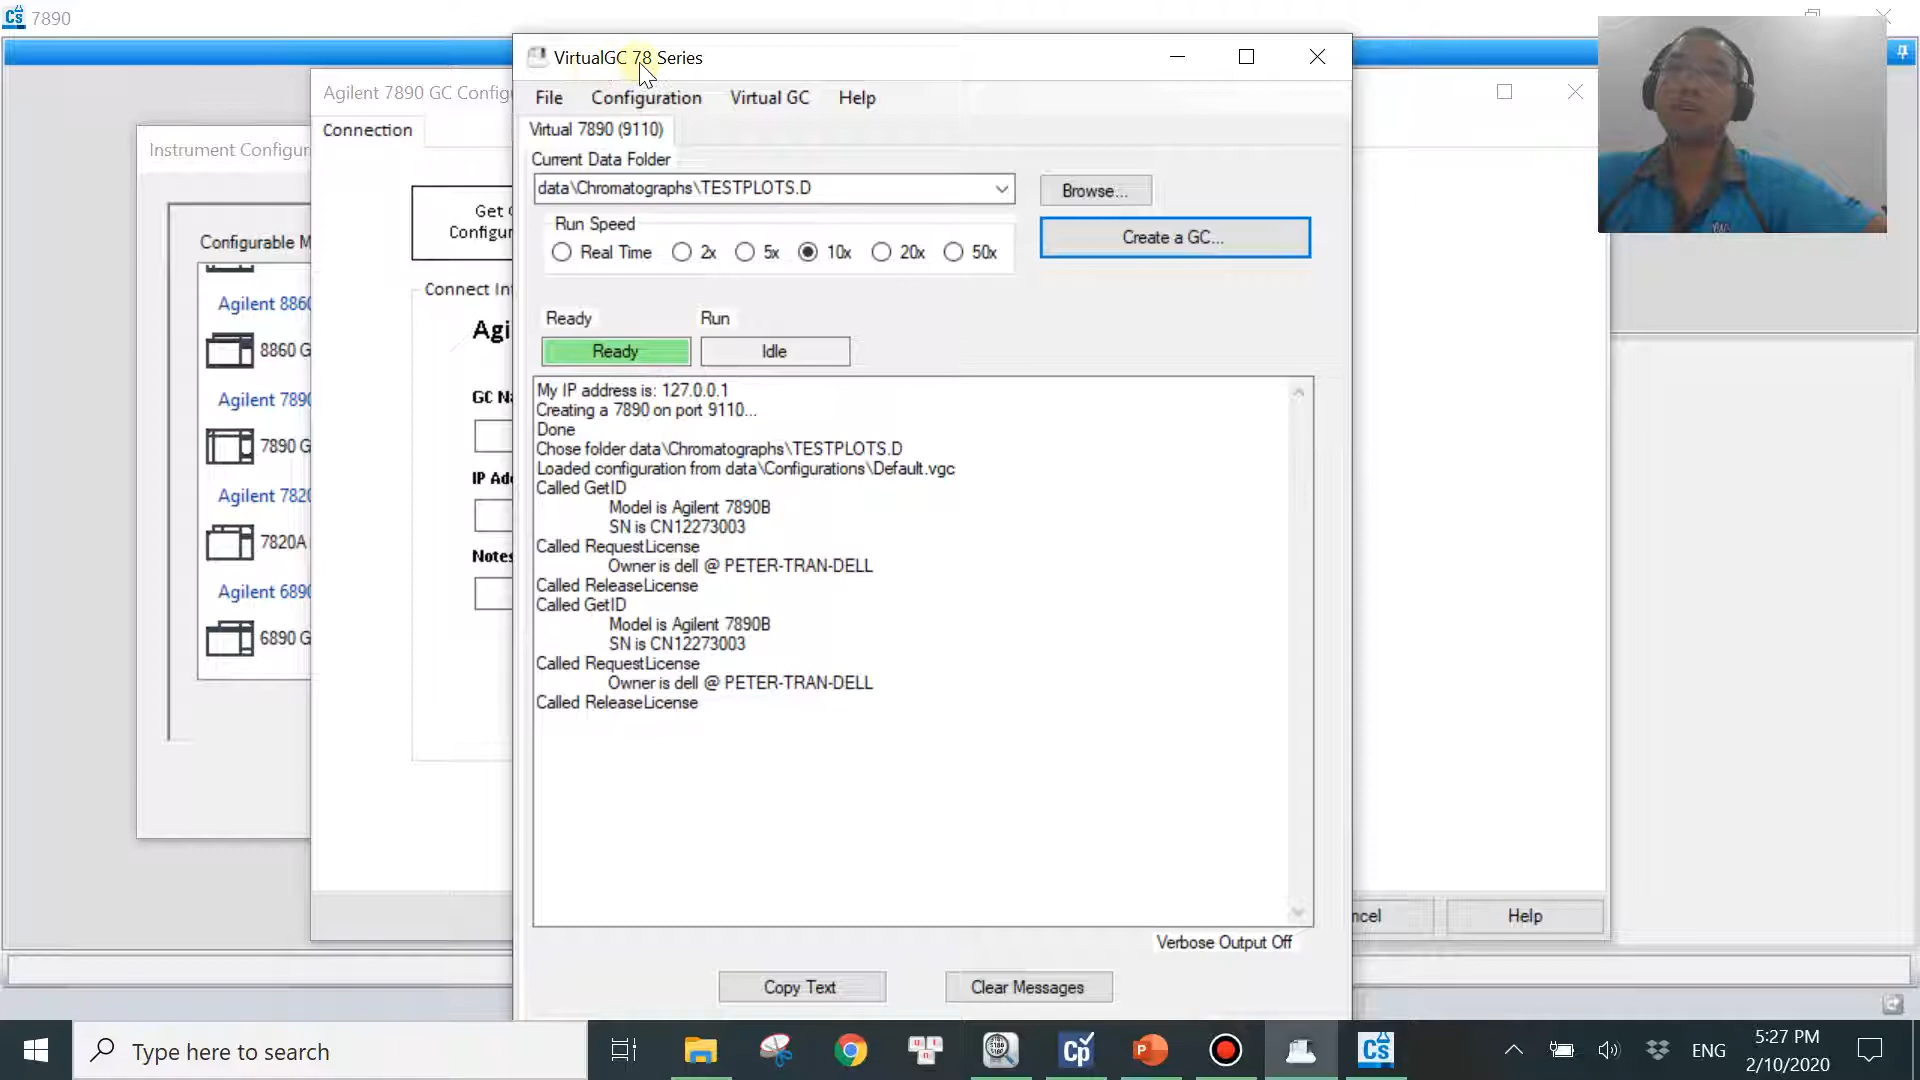 7890
VirtualGC 78 Series
File Configuration Virtual GC Help
Virtual 7890 (9110)
Current Data Folder
data\Chromatographs\TESTPLOTS.D
Browse...
Run Speed
Real Time 2x 5x 10x 20x 50x
Create a GC...
Ready Run
Ready Idle
My IP address is: 127.0.0.1
Creating a 7890 on port 9110...
Done
Chose folder data\Chromatographs\TESTPLOTS.D
Loaded configuration from data\Configurations\Default.vgc
Called GetID
Model is Agilent 7890B
SN is CN12273003
Called RequestLicense
Owner is dell @ PETER-TRAN-DELL
Called ReleaseLicense
Called GetID
Model is Agilent 7890B
SN is CN12273003
Called RequestLicense
Owner is dell @ PETER-TRAN-DELL
Called ReleaseLicense
Verbose Output Off
Copy Text Clear Messages
Agilent 7890 GC Config
Connection
Get
Configur
Connect In
Agi
GC N
IP Ad
Notes
ncel Help
Instrument Configur
Configurable M
Agilent 8860
8860 G
Agilent 7890
7890 G
Agilent 7820
7820A
Agilent 6890
6890 G
Type here to search
ENG
5:27 PM
2/10/2020